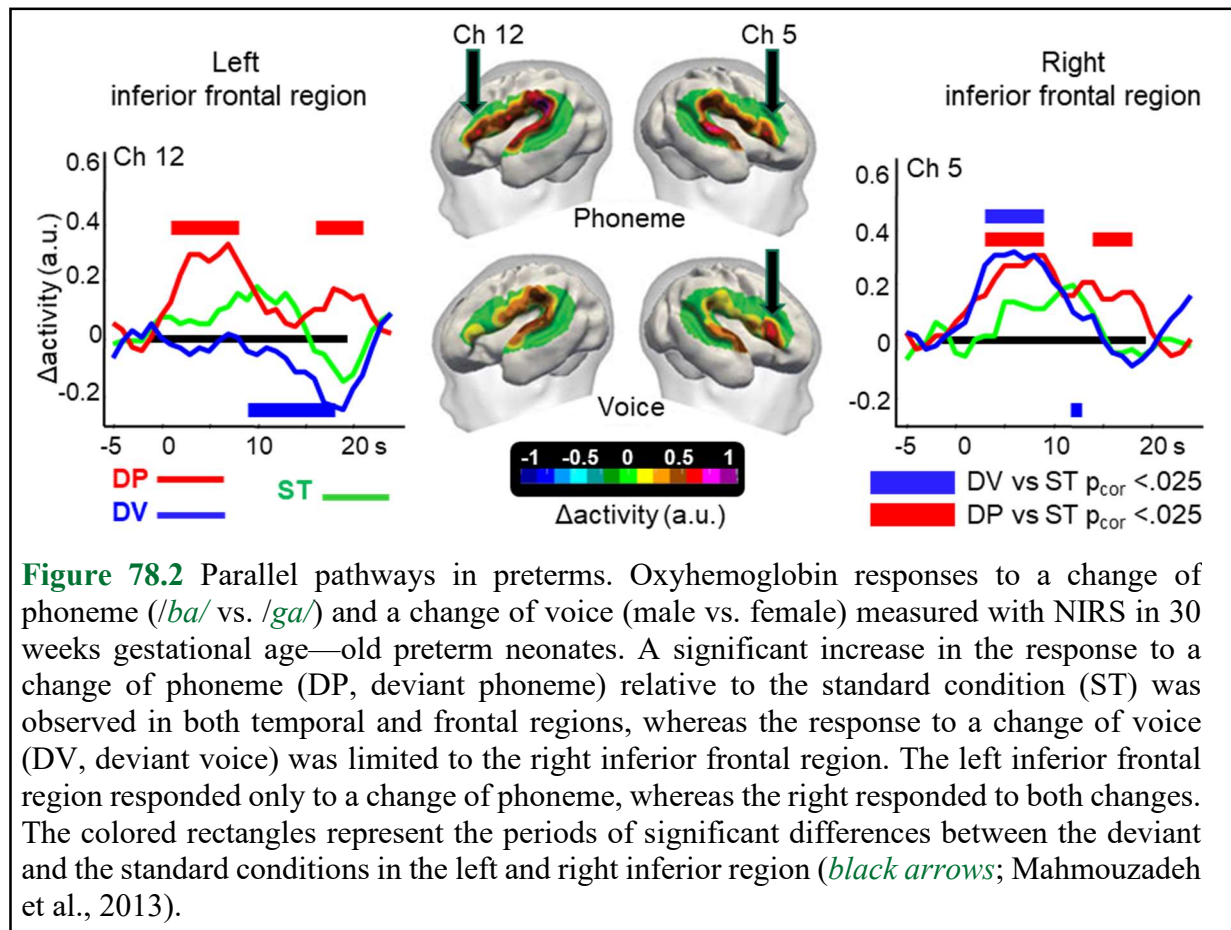 Ch 12
Ch 5
Left
inferior frontal region
Right
inferior frontal region
Ch 12
0.6
0.4
0.2
0
-0.2
Δactivity (a.u.)
-5 0 10 20 s
DP
DV
ST
Phoneme
Voice
-1 -0.5 0 0.5 1
Δactivity (a.u.)
Ch 5
0.6
0.4
0.2
0
-0.2
-5 0 10 20 s
DV vs ST pcor <.025
DP vs ST pcor <.025
Figure 78.2 Parallel pathways in preterms. Oxyhemoglobin responses to a change of
phoneme (/ba/ vs. /ga/) and a change of voice (male vs. female) measured with NIRS in 30
weeks gestational age—old preterm neonates. A significant increase in the response to a
change of phoneme (DP, deviant phoneme) relative to the standard condition (ST) was
observed in both temporal and frontal regions, whereas the response to a change of voice
(DV, deviant voice) was limited to the right inferior frontal region. The left inferior frontal
region responded only to a change of phoneme, whereas the right responded to both changes.
The colored rectangles represent the periods of significant differences between the deviant
and the standard conditions in the left and right inferior region (black arrows; Mahmouzadeh
et al., 2013).